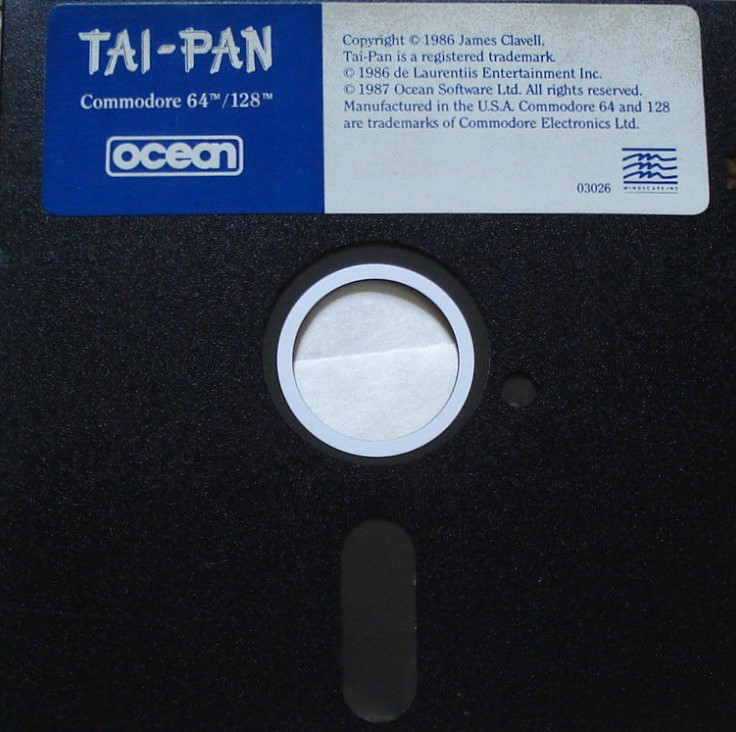 TAI-PAN
Commodore 64™/128™
ocean
Copyright © 1986 James Clavell.
Tai-Pan is a registered trademark.
© 1986 de Laurentiis Entertainment Inc.
© 1987 Ocean Software Ltd. All rights reserved.
Manufactured in the U.S.A. Commodore 64 and 128
are trademarks of Commodore Electronics Ltd.
03026
MINDSCAPE INC